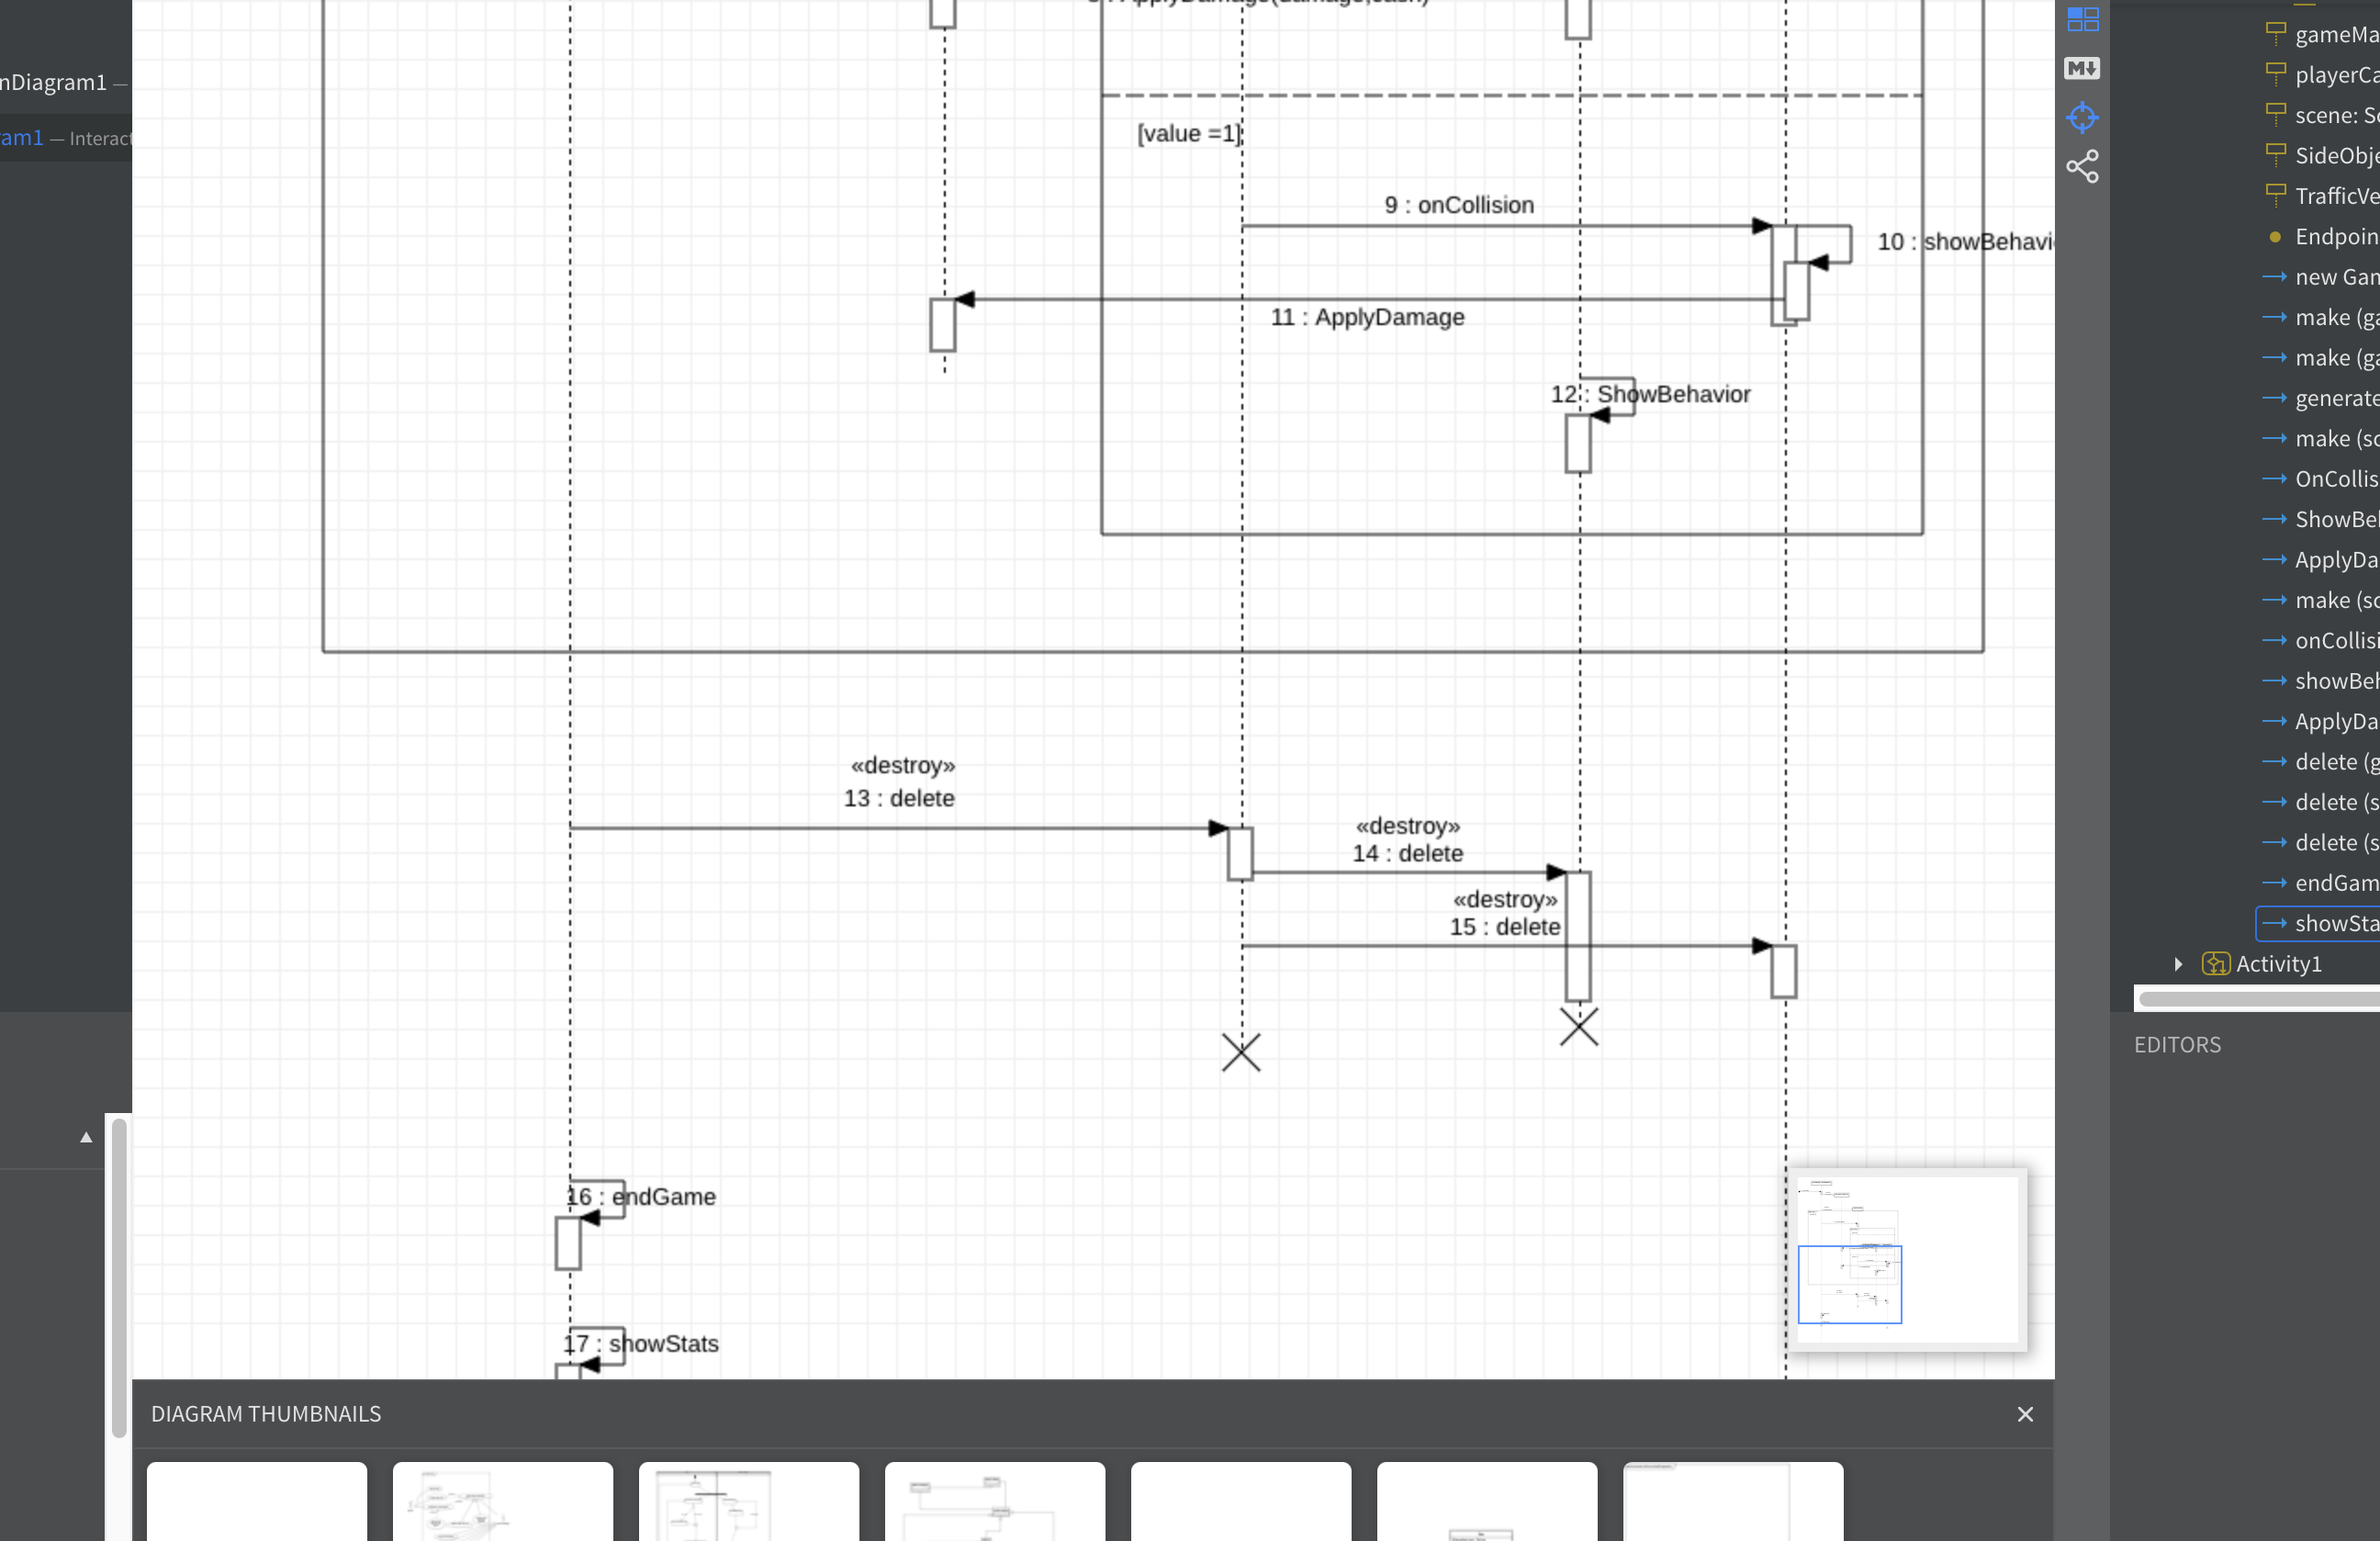 nDiagram1 —
am1 — Interact
[value =1]
9 : onCollision
10 : showBehavi
11 : ApplyDamage
12 : ShowBehavior
«destroy»
13 : delete
«destroy»
14 : delete
«destroy»
15 : delete
16 : endGame
17 : showStats
DIAGRAM THUMBNAILS
M
gameMa
playerCa
scene: Sc
SideObje
TrafficVe
Endpoin
new Gan
make (ga
make (ga
generate
make (sc
OnCollis
ShowBel
ApplyDa
make (sc
onCollisi
showBeh
ApplyDa
delete (g
delete (s
delete (s
endGam
showSta
Activity1
EDITORS